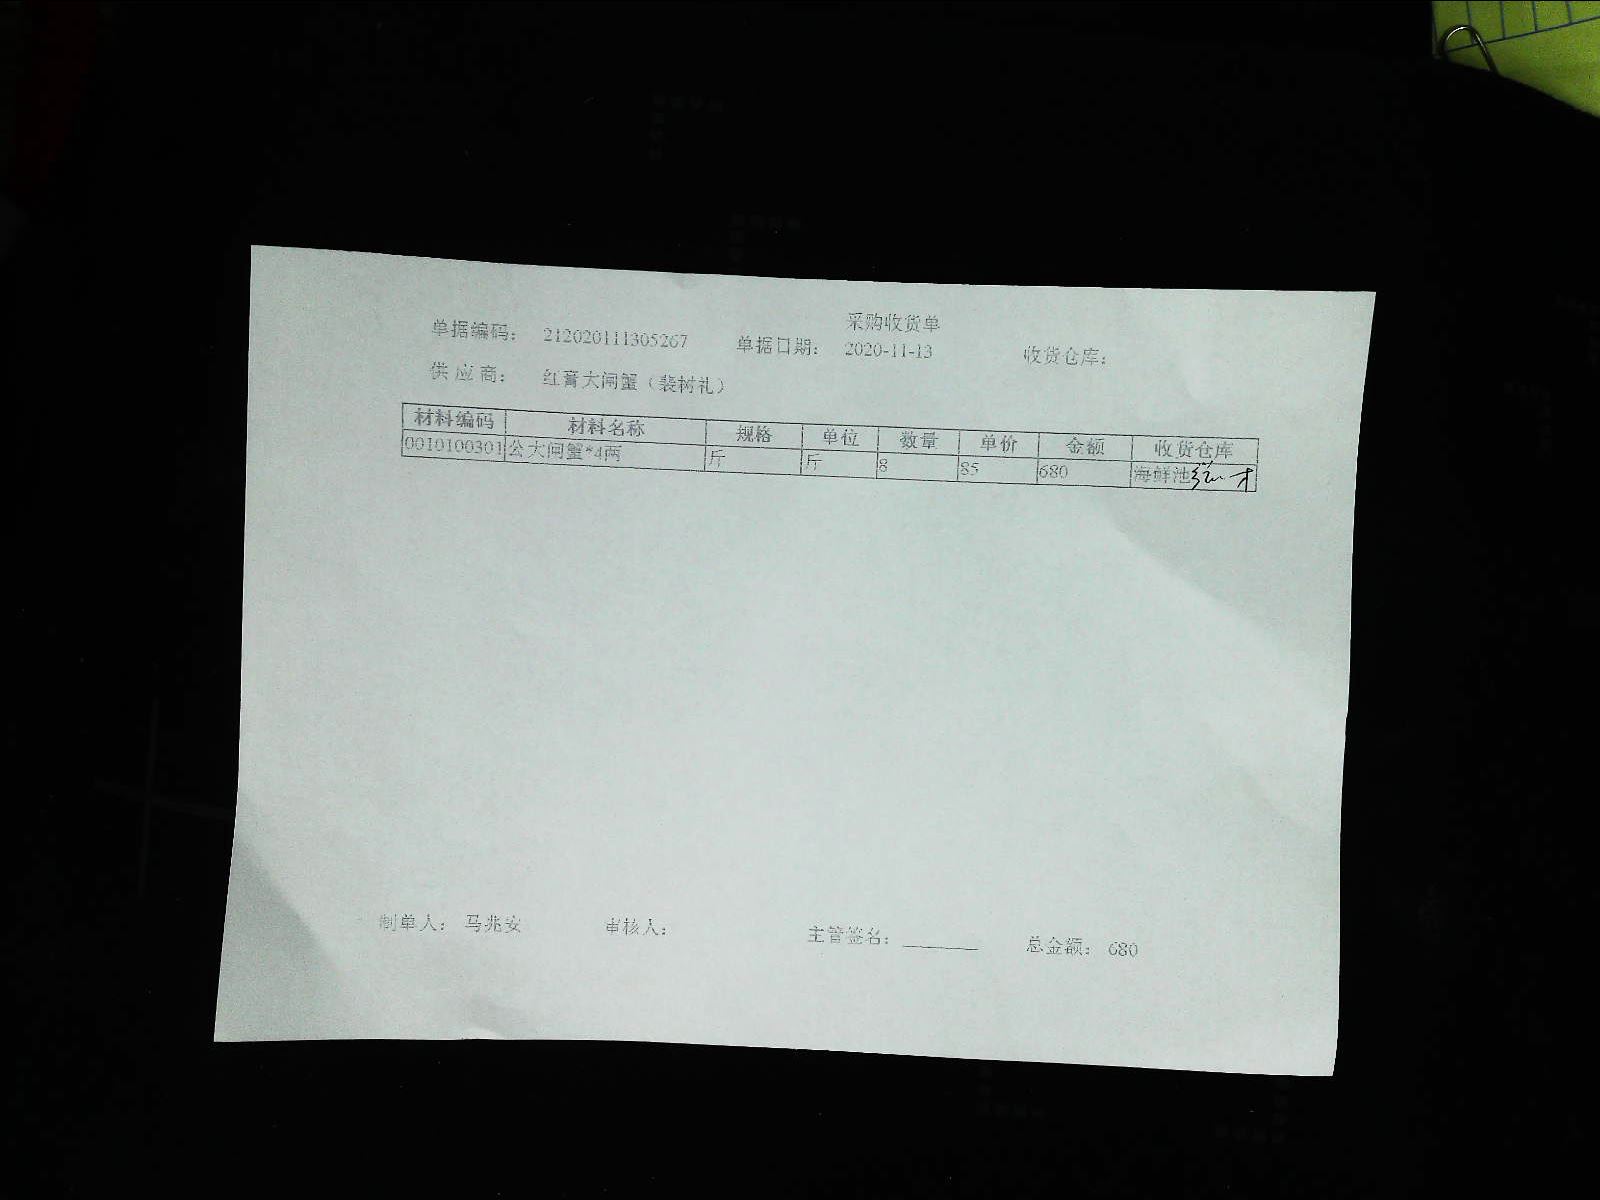 采购收货单
单据编码： 212020111305267 单据日期： 2020-11-13 收货仓库：
供应商： 红膏大闸蟹（裴树礼）
材料编码 材料名称 规格 单位 数量 单价 金额 收货仓库
0010100301 公大闸蟹*4两 斤 斤 8 85 680 海鲜池
制单人： 马兆安 审核人： 主管签名： 总金额： 680